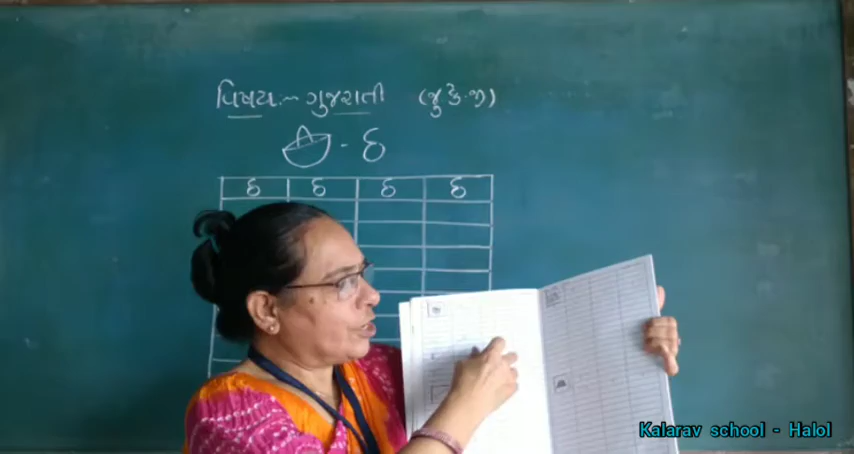 વિષય:- ગુજરાતી (જુ.કે.જી)
- ઠ
ઠ ઠ ઠ ઠ
Kalarav school - Halol